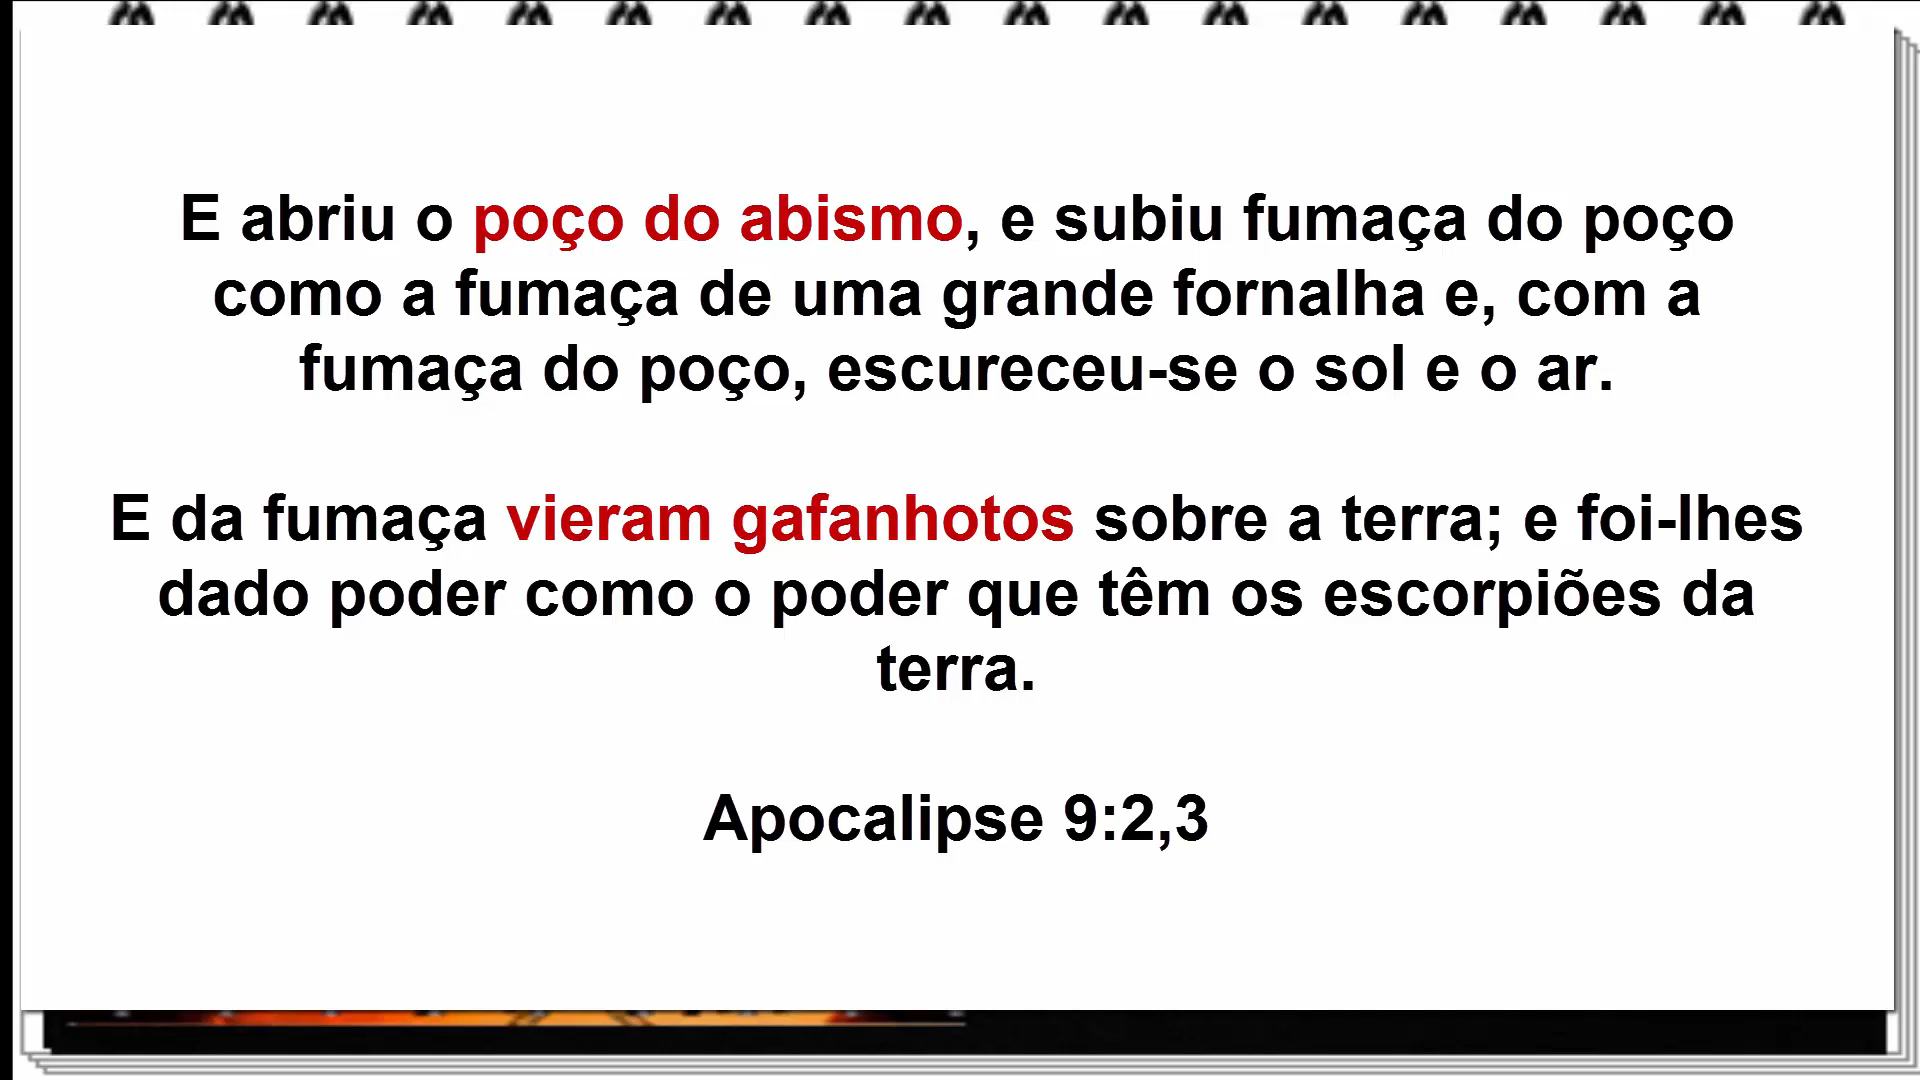 E abriu o poço do abismo, e subiu fumaça do poço
como a fumaça de uma grande fornalha e, com a
fumaça do poço, escureceu-se o sol e o ar.
E da fumaça vieram gafanhotos sobre a terra; e foi-lhes
dado poder como o poder que têm os escorpiões da
terra.
Apocalipse 9:2,3